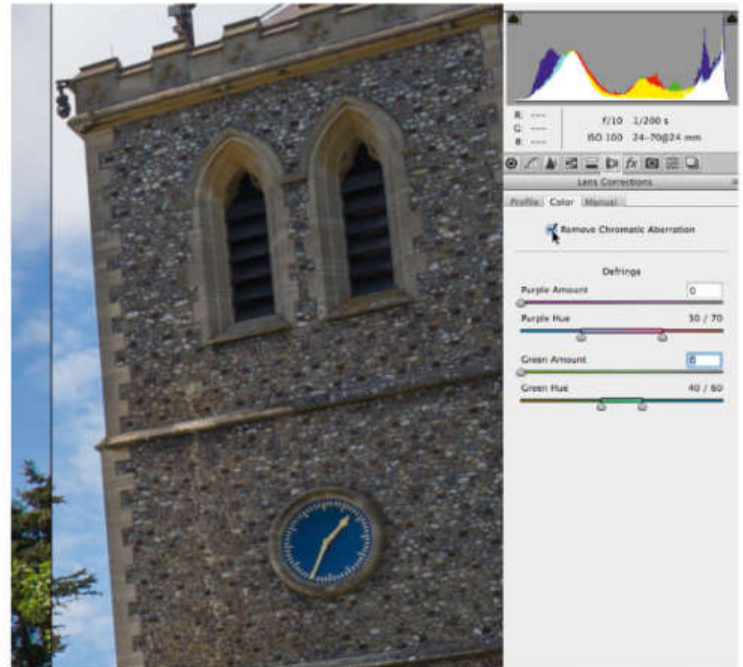 R: ---
G: ---
B: ---
f/10 1/200 s
ISO 100 24-70@24 mm
fx
Lens Corrections
Profile Color Manual
Remove Chromatic Aberration
Defringe
Purple Amount 0
Purple Hue 30 / 70
Green Amount 0
Green Hue 40 / 60